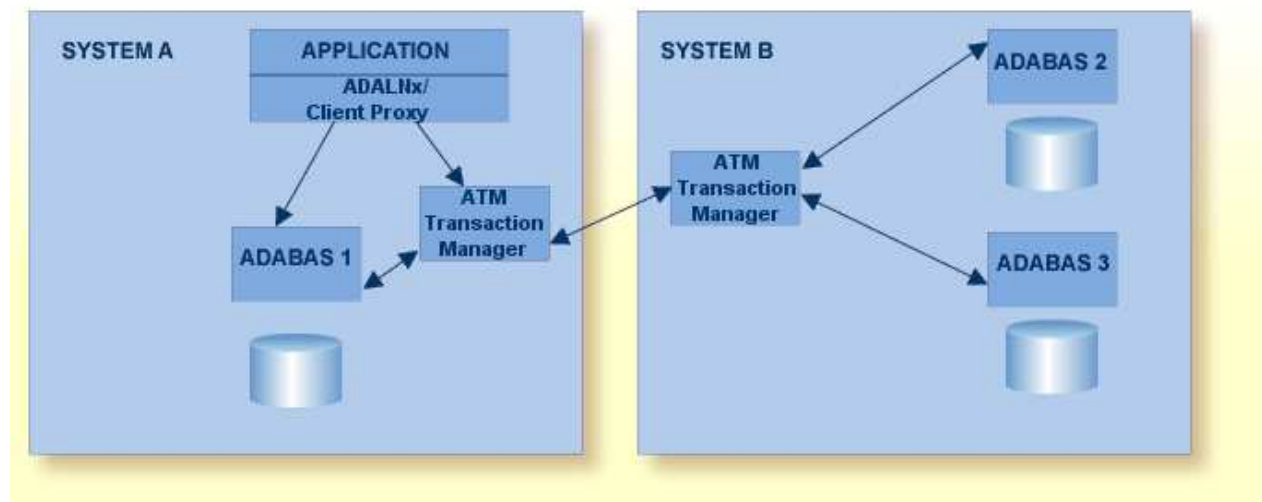 SYSTEM A
APPLICATION
ADALNx/
Client Proxy
ATM
Transaction
Manager
ADABAS 1
SYSTEM B
ADABAS 2
ATM
Transaction
Manager
ADABAS 3